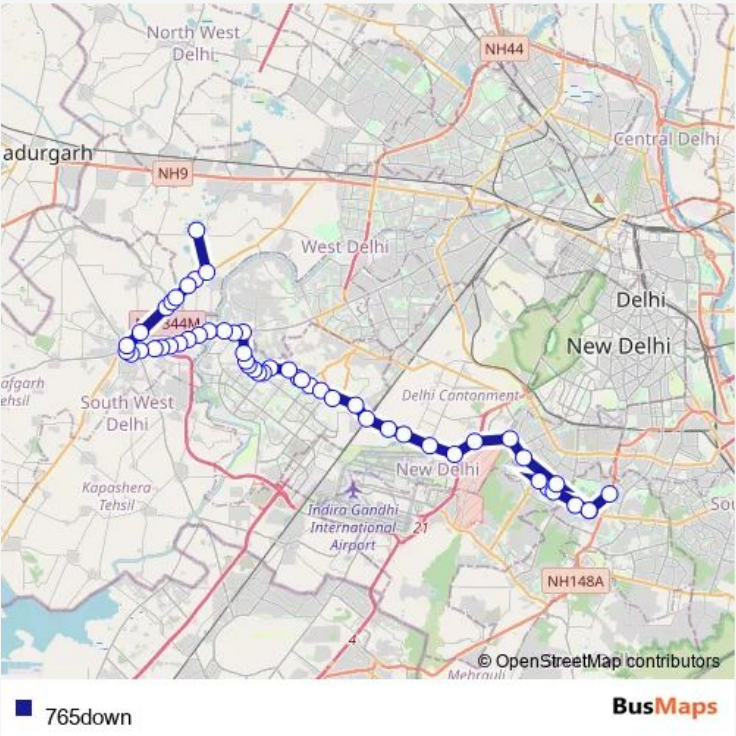 North West
Delhi
NH44
Central Delhi
adurgarh
NH9
West Delhi
Delhi
344M
New Delhi
afgarh
ehsil
South West
Delhi
Delhi Cantonment
New Delhi
Kapashera
Tehsil
Indira Gandhi
International
Airport
21
Sou
NH148A
4
© OpenStreetMap contributors
Mehrauli
765down
BusMaps